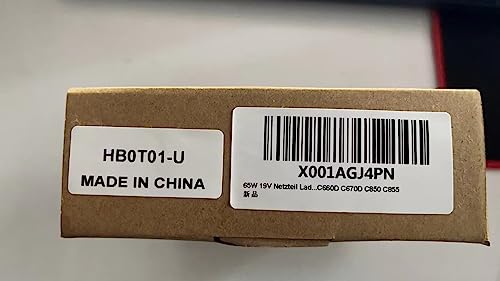 HB0T01-U
MADE IN CHINA
X001AGJ4PN
65W 19V Netzteil Lad...C660D C670D C850 C855
新品